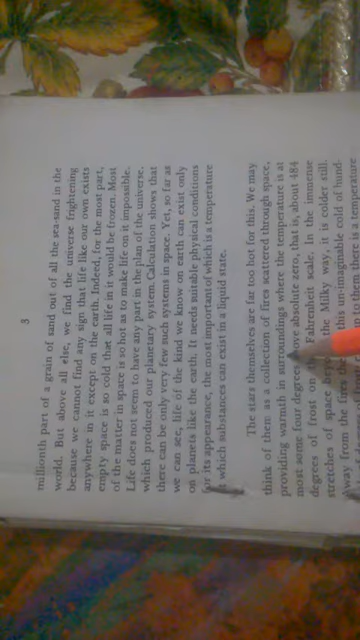 3
millionth part of a grain of sand out of all the sea-sand in the
world. But above all else, we find the universe frightening
because we cannot find any sign that life like our own exists
anywhere in it except on the earth. Indeed, for the most part,
empty space is so cold that all life in it would be frozen. Most
of the matter in space is so hot as to make life on it impossible.
Life does not seem to have any part in the plan of the universe.
which produced our planetary system. Calculation shows that
there can be only very few such systems in space. Yet, so far as
we can see, life of the kind we know on earth can exist only
on planets like the earth. It needs suitable physical conditions
for its appearance, the most important of which is a temperature
which substances can exist in a liquid state.
The stars themselves are far too hot for this. We may
think of them as a collection of fires scattered through space,
providing warmth in surroundings where the temperature is at
most some four degrees above absolute zero, that is, about 484
degrees of frost on Fahrenheit scale. In the immense
stretches of space the Milky way, it is colder still.
away from the fires this un-imaginable cold of hund-
there is a temperature